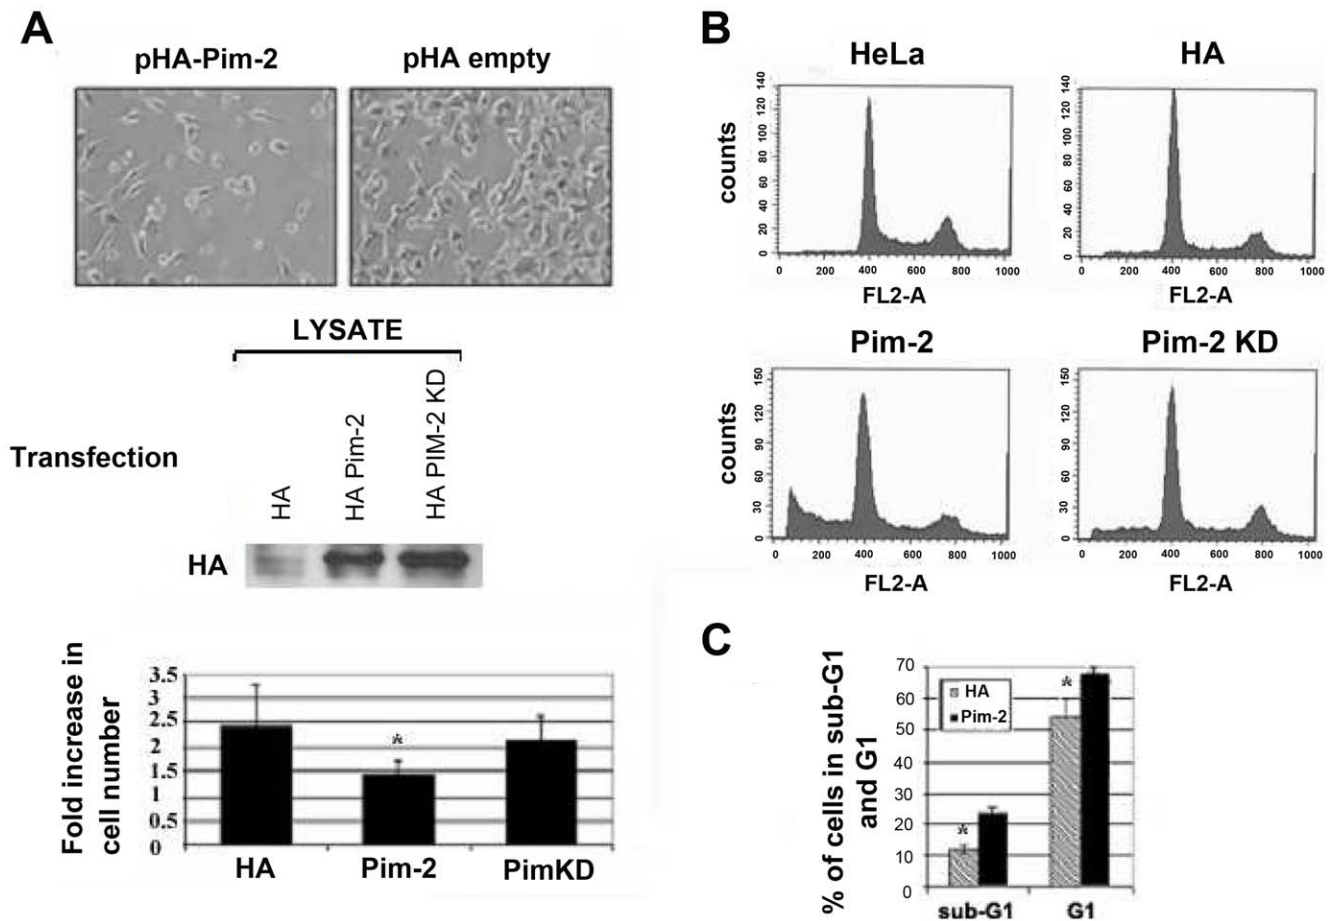 A
pHA-Pim-2 pHA empty
LYSATE
Transfection
HA
HA Pim-2
HA PIM-2 KD
HA
Fold increase in
cell number
3.5
3
2.5
2
1.5
1
0.5
0
HA Pim-2 PimKD
*
B
HeLa
counts
140
120
100
80
60
40
20
0
0 200 400 600 800 1000
FL2-A
HA
140
120
100
80
60
40
20
0
0 200 400 600 800 1000
FL2-A
Pim-2
counts
150
120
90
60
30
0
0 200 400 600 800 1000
FL2-A
Pim-2 KD
150
120
90
60
30
0
0 200 400 600 800 1000
FL2-A
C
% of cells in sub-G1
and G1
70
60
50
40
30
20
10
0
HA
Pim-2
*
*
sub-G1 G1